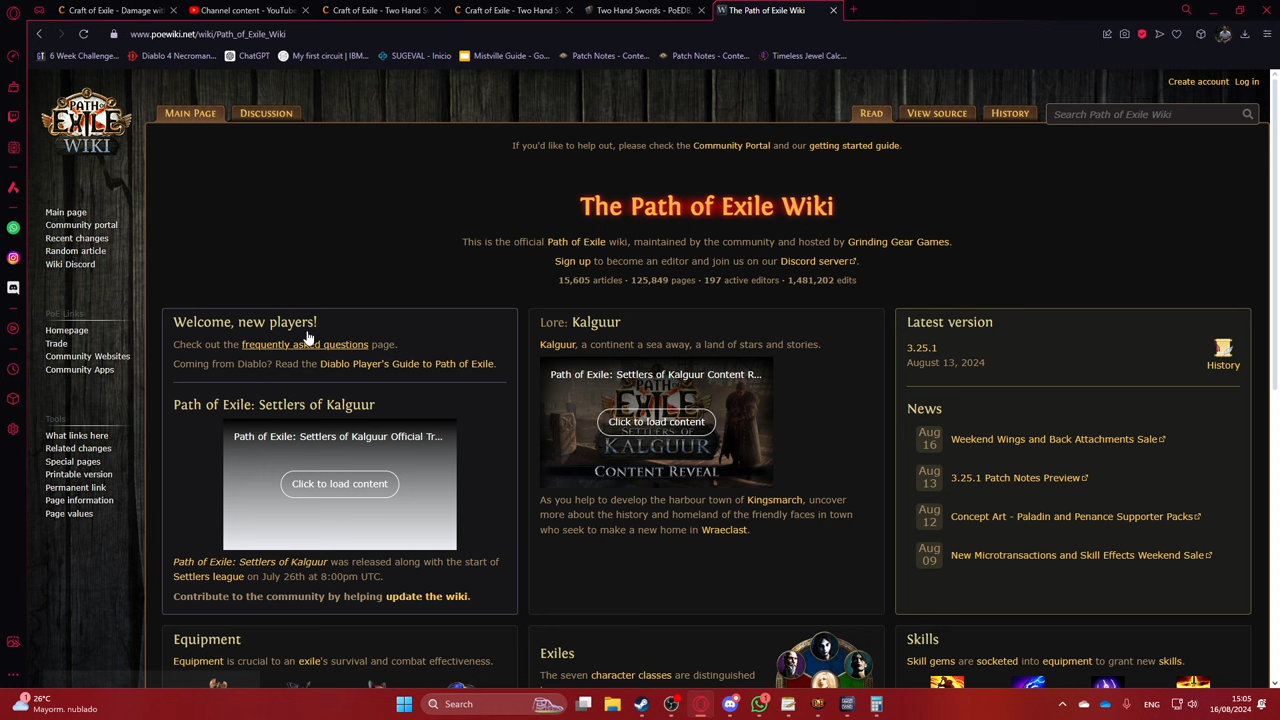 Craft of Exile - Damage with
Channel content - YouTube
Craft of Exile - Two Hand Sw
Craft of Exile - Two Hand S
Two Hand Swords - PoEDB,
The Path of Exile Wiki
www.poewiki.net/wiki/Path_of_Exile_Wiki
6 Week Challenge...
Diablo 4 Necroman...
ChatGPT
My first circuit | IBM...
SUGEVAL - Inicio
Mistville Guide - Go...
Patch Notes - Conte...
Patch Notes - Conte...
Timeless Jewel Calc...
Create account
Log in
PATH OF EXILE WIKI
MAIN PAGE
DISCUSSION
READ
VIEW SOURCE
HISTORY
Search Path of Exile Wiki
If you'd like to help out, please check the Community Portal and our getting started guide.
The Path of Exile Wiki
This is the official Path of Exile wiki, maintained by the community and hosted by Grinding Gear Games.
Sign up to become an editor and join us on our Discord server.
15,605 articles · 125,849 pages · 197 active editors · 1,481,202 edits
Main page
Community portal
Recent changes
Random article
Wiki Discord
PoE Links
Homepage
Trade
Community Websites
Community Apps
Tools
What links here
Related changes
Special pages
Printable version
Permanent link
Page information
Page values
Welcome, new players!
Check out the frequently asked questions page.
Coming from Diablo? Read the Diablo Player's Guide to Path of Exile.
Path of Exile: Settlers of Kalguur
Path of Exile: Settlers of Kalguur Official Tr...
Click to load content
Path of Exile: Settlers of Kalguur was released along with the start of
Settlers league on July 26th at 8:00pm UTC.
Contribute to the community by helping update the wiki.
Lore: Kalguur
Kalguur, a continent a sea away, a land of stars and stories.
Path of Exile: Settlers of Kalguur Content R...
Click to load content
SETTLERS OF
KALGUUR
CONTENT REVEAL
As you help to develop the harbour town of Kingsmarch, uncover
more about the history and homeland of the friendly faces in town
who seek to make a new home in Wraeclast.
Latest version
3.25.1
August 13, 2024
History
News
Aug 16
Weekend Wings and Back Attachments Sale
Aug 13
3.25.1 Patch Notes Preview
Aug 12
Concept Art - Paladin and Penance Supporter Packs
Aug 09
New Microtransactions and Skill Effects Weekend Sale
Equipment
Equipment is crucial to an exile's survival and combat effectiveness.
Exiles
The seven character classes are distinguished
Skills
Skill gems are socketed into equipment to grant new skills.
26°C
Mayorm. nublado
Search
ENG
15:05
16/08/2024